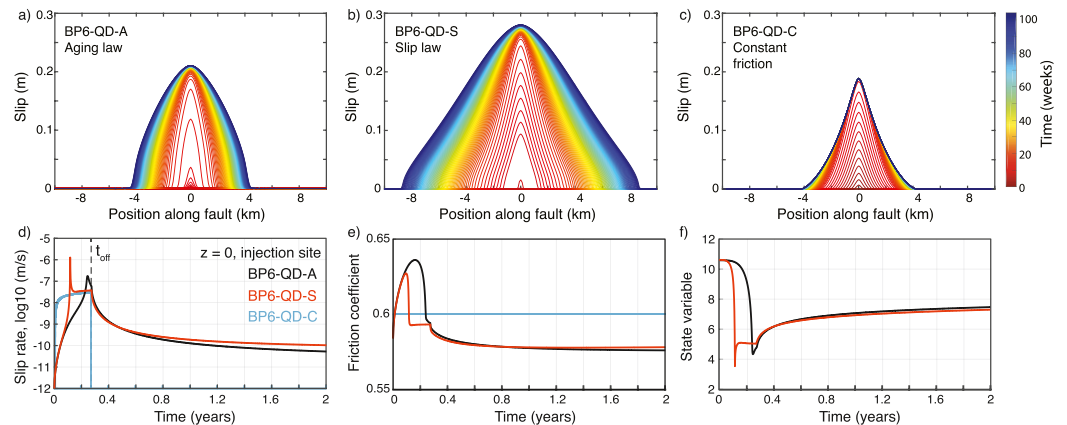 a)
BP6-QD-A
Aging law
0.3
0.2
0.1
0
Slip (m)
-8 -4 0 4 8
Position along fault (km)
b)
BP6-QD-S
Slip law
0.3
0.2
0.1
0
Slip (m)
-8 -4 0 4 8
Position along fault (km)
c)
BP6-QD-C
Constant
friction
0.3
0.2
0.1
0
Slip (m)
-8 -4 0 4 8
Position along fault (km)
100
80
60
40
20
0
Time (weeks)
d)
-5
-6
-7
-8
-9
-10
-11
-12
Slip rate, log10 (m/s)
toff
z = 0, injection site
BP6-QD-A
BP6-QD-S
BP6-QD-C
0 0.4 0.8 1.2 1.6 2
Time (years)
e)
0.65
0.6
0.55
Friction coefficient
0 0.4 0.8 1.2 1.6 2
Time (years)
f)
12
10
8
6
4
2
State variable
0 0.4 0.8 1.2 1.6 2
Time (years)